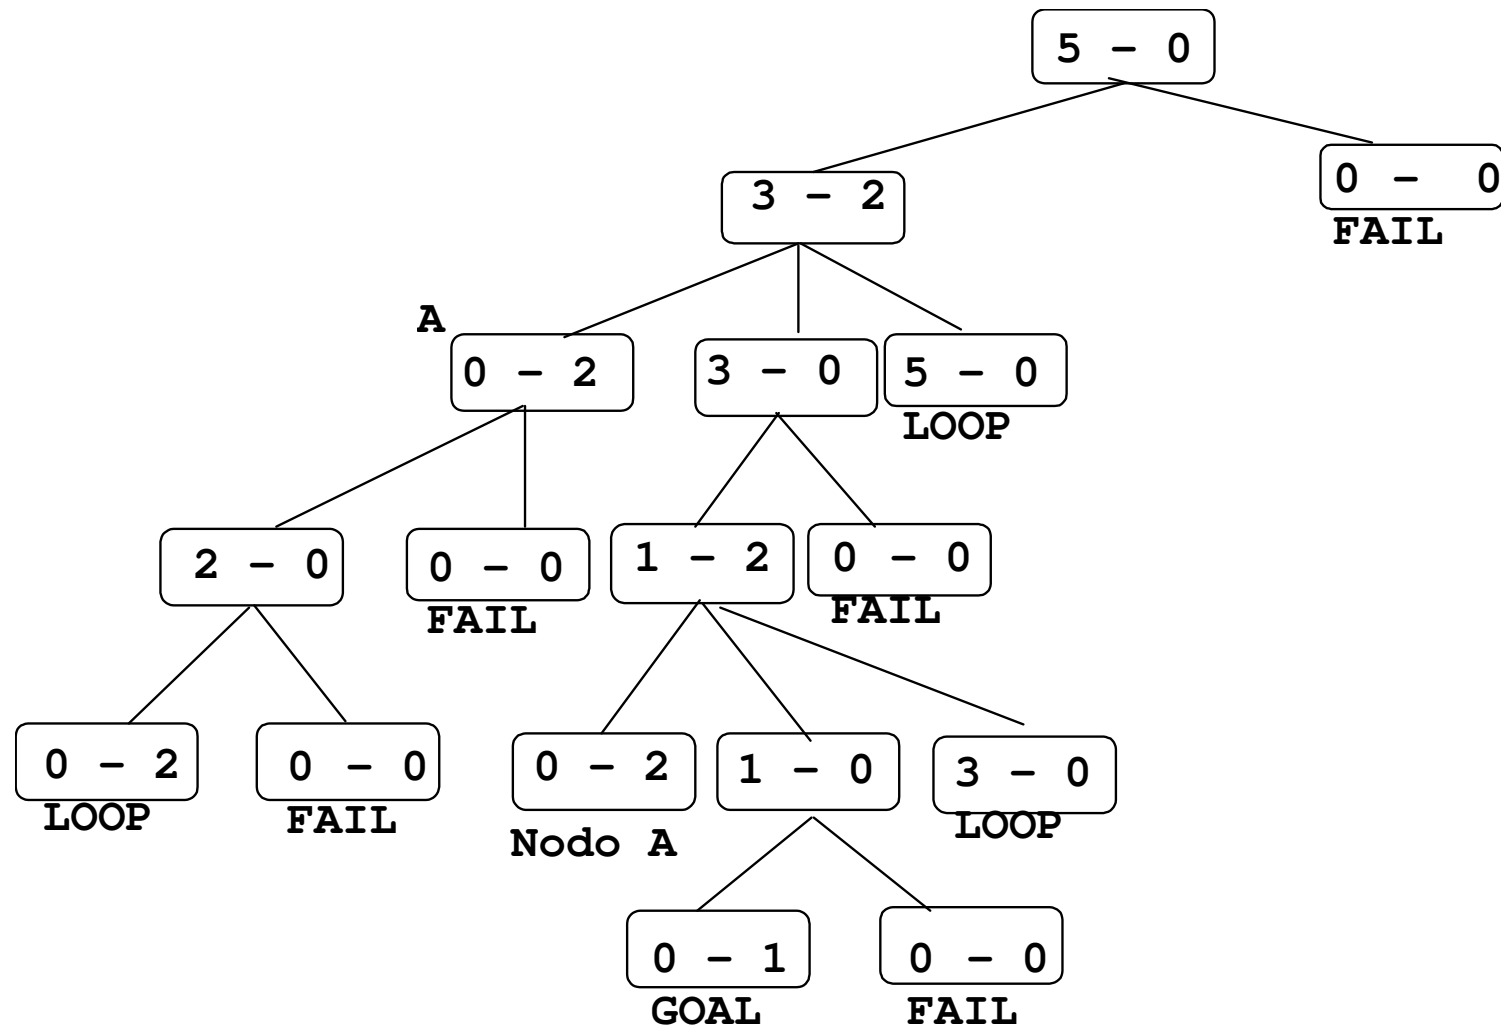 5 – 0
3 – 2
0 – 0
FAIL
A
0 – 2
3 – 0
5 – 0
LOOP
2 – 0
0 – 0
FAIL
1 – 2
0 – 0
FAIL
0 – 2
LOOP
0 – 0
FAIL
0 – 2
Nodo A
1 – 0
3 – 0
LOOP
0 – 1
GOAL
0 – 0
FAIL